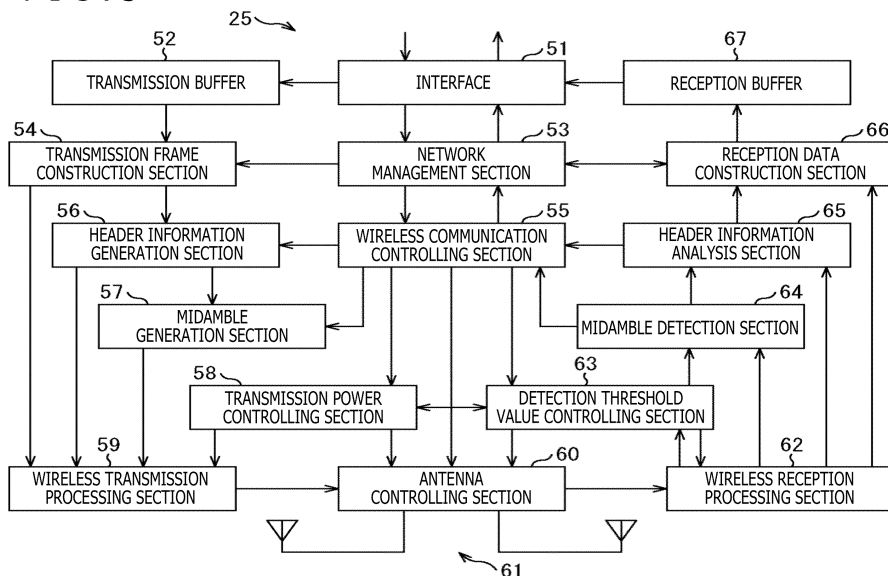 25
52
TRANSMISSION BUFFER
51
INTERFACE
67
RECEPTION BUFFER
54
TRANSMISSION FRAME
CONSTRUCTION SECTION
53
NETWORK
MANAGEMENT SECTION
66
RECEPTION DATA
CONSTRUCTION SECTION
56
HEADER INFORMATION
GENERATION SECTION
55
WIRELESS COMMUNICATION
CONTROLLING SECTION
65
HEADER INFORMATION
ANALYSIS SECTION
57
MIDAMBLE
GENERATION SECTION
64
MIDAMBLE DETECTION SECTION
58
TRANSMISSION POWER
CONTROLLING SECTION
63
DETECTION THRESHOLD
VALUE CONTROLLING SECTION
59
WIRELESS TRANSMISSION
PROCESSING SECTION
60
ANTENNA
CONTROLLING SECTION
62
WIRELESS RECEPTION
PROCESSING SECTION
61